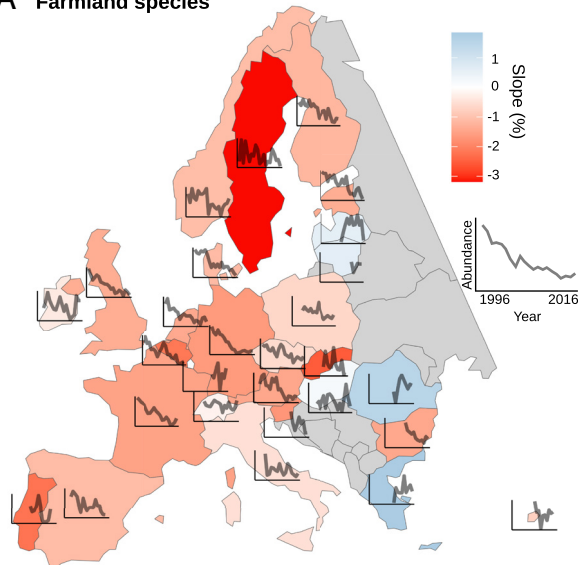 A Farmland species
1
0
-1
-2
-3
Slope (%)
Abundance
1996 2016
Year